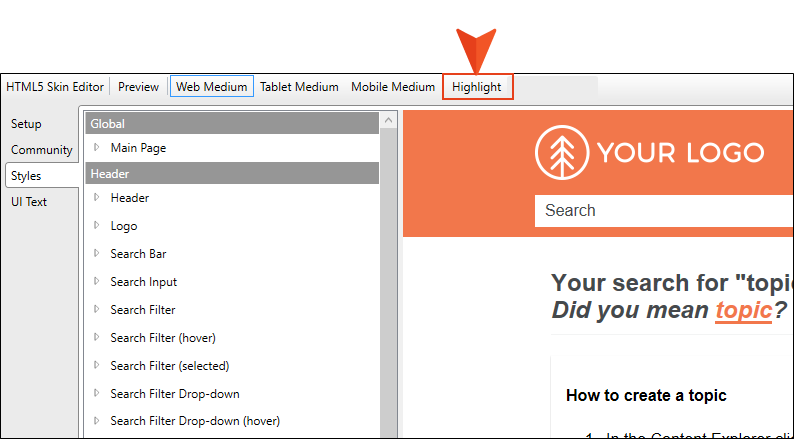 HTML5 Skin Editor Preview Web Medium Tablet Medium Mobile Medium Highlight
Setup
Community
Styles
UI Text
Global
Main Page
Header
Header
Logo
Search Bar
Search Input
Search Filter
Search Filter (hover)
Search Filter (selected)
Search Filter Drop-down
Search Filter Drop-down (hover)
YOUR LOGO
Search
Your search for "topi
Did you mean topic?
How to create a topic
1. In the Content Explorer cli